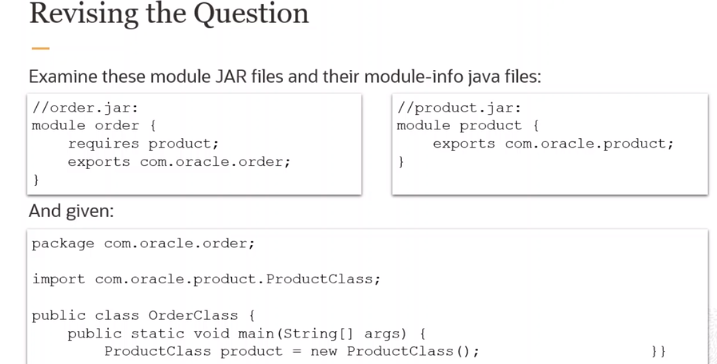 Revising the Question
Examine these module JAR files and their module-info java files:
//order.jar:
module order {
    requires product;
    exports com.oracle.order;
}
//product.jar:
module product {
    exports com.oracle.product;
}
And given:
package com.oracle.order;
import com.oracle.product.ProductClass;
public class OrderClass {
    public static void main(String[] args) {
        ProductClass product = new ProductClass(); }}